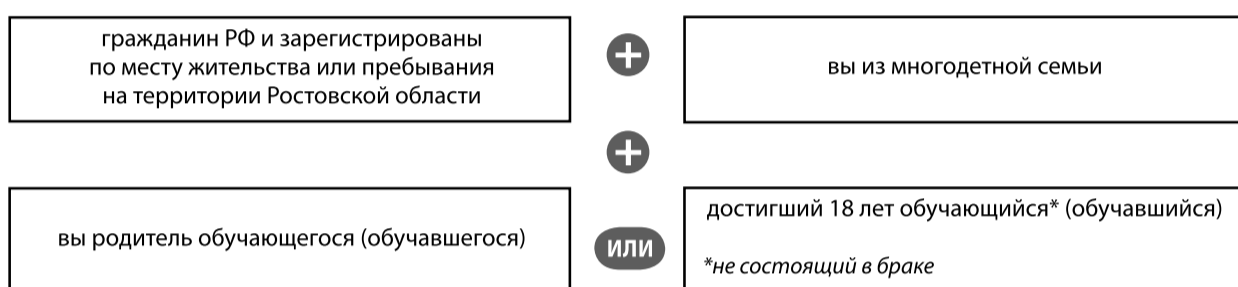 гражданин РФ и зарегистрированы
по месту жительства или пребывания
на территории Ростовской области
+
вы из многодетной семьи
+
вы родитель обучающегося (обучавшегося)
ИЛИ
достигший 18 лет обучающийся* (обучавшийся)
*не состоящий в браке